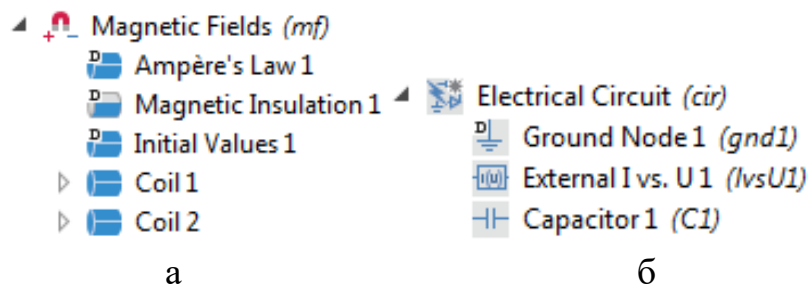 Magnetic Fields (mf)
Ampère's Law 1
Magnetic Insulation 1
Initial Values 1
Coil 1
Coil 2
а
Electrical Circuit (cir)
Ground Node 1 (gnd1)
External I vs. U 1 (IvsU1)
Capacitor 1 (C1)
б